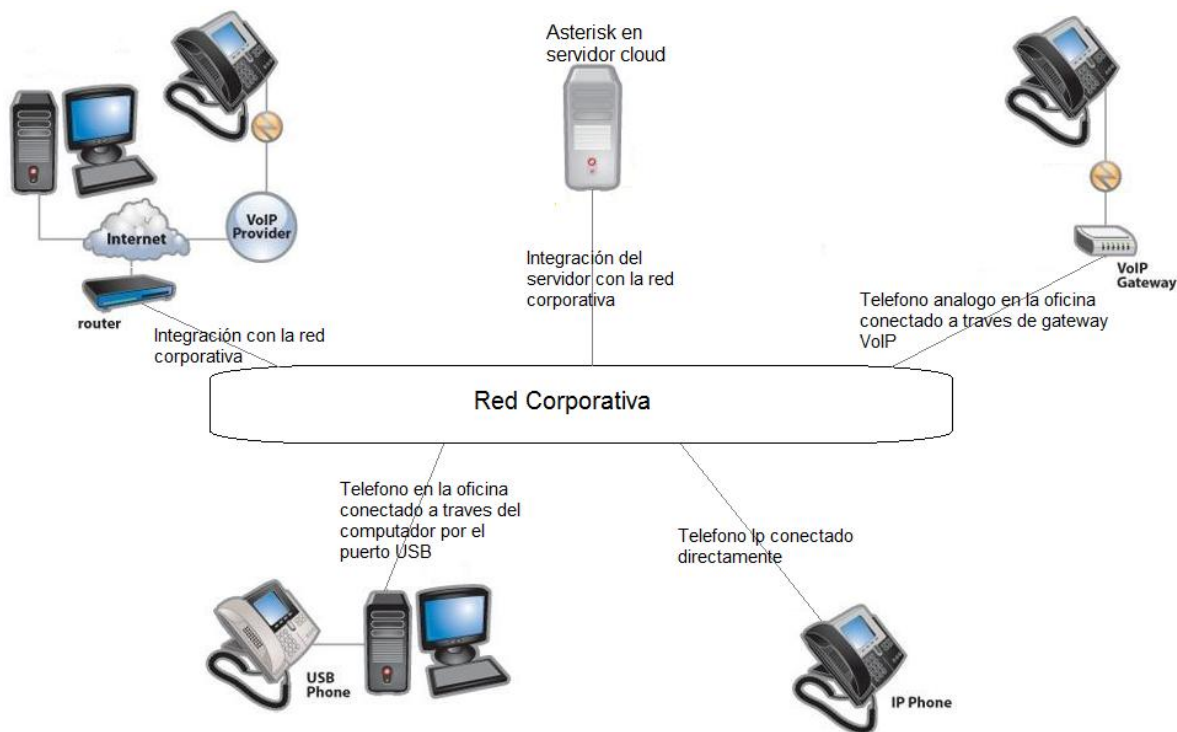 Asterisk en
servidor cloud
VoIP
Provider
Internet
router
Integración con la red
corporativa
Integración del
servidor con la red
corporativa
VoIP
Gateway
Telefono analogo en la oficina
conectado a traves de gateway
VoIP
Red Corporativa
Telefono en la oficina
conectado a traves del
computador por el
puerto USB
Telefono Ip conectado
directamente
USB
Phone
IP Phone